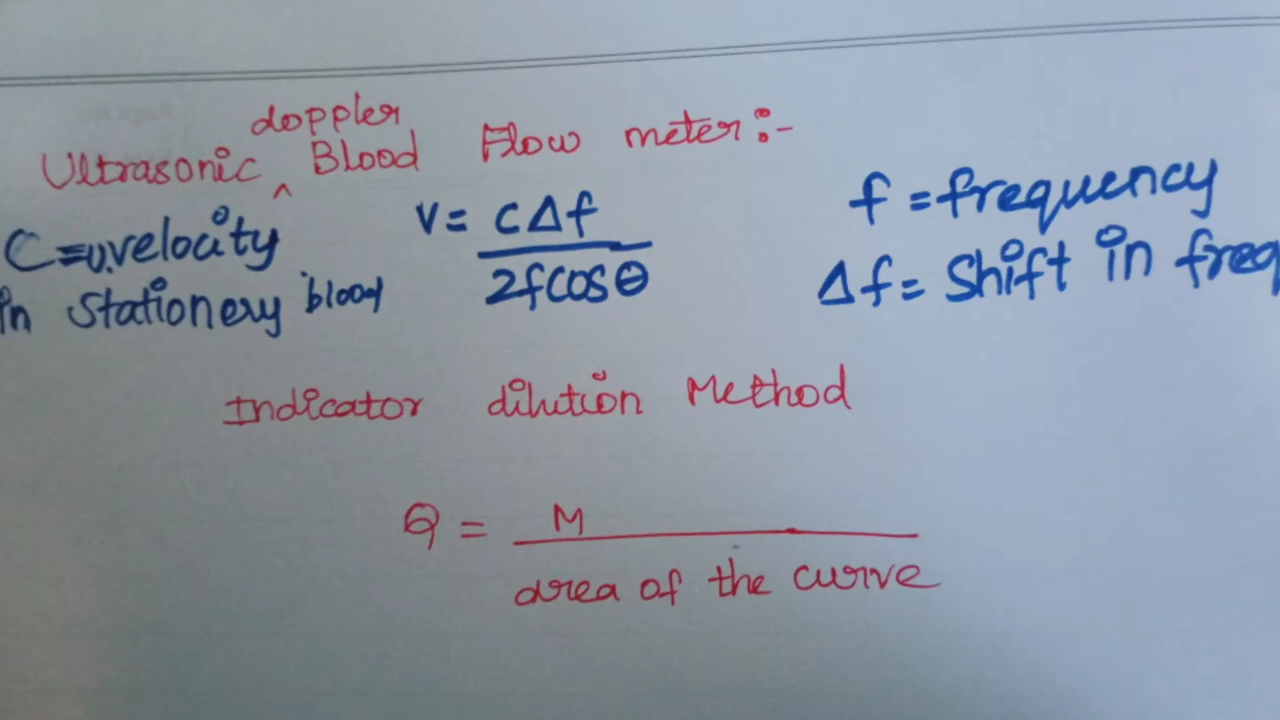 doppler
Ultrasonic ^ Blood Flow meter:-
C = u.velocity
in stationery blood
V = CΔf
2fcosθ
f = frequency
Δf = Shift in freq
Indicator dilution Method
Q = M
area of the curve